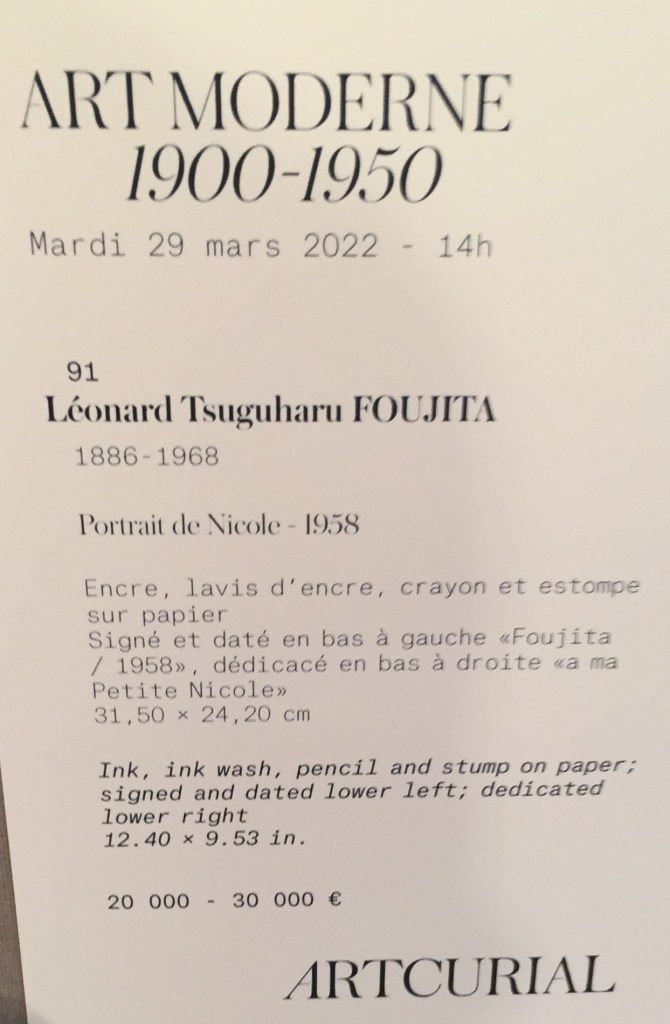 ART MODERNE
1900-1950
Mardi 29 mars 2022 - 14h
91
Léonard Tsuguharu FOUJITA
1886-1968
Portrait de Nicole - 1958
Encre, lavis d'encre, crayon et estompe
sur papier
Signé et daté en bas à gauche «Foujita
/ 1958», dédicacé en bas à droite «a ma
Petite Nicole»
31,50 × 24,20 cm
Ink, ink wash, pencil and stump on paper;
signed and dated lower left; dedicated
lower right
12.40 × 9.53 in.
20 000 - 30 000 €
ARTCURIAL